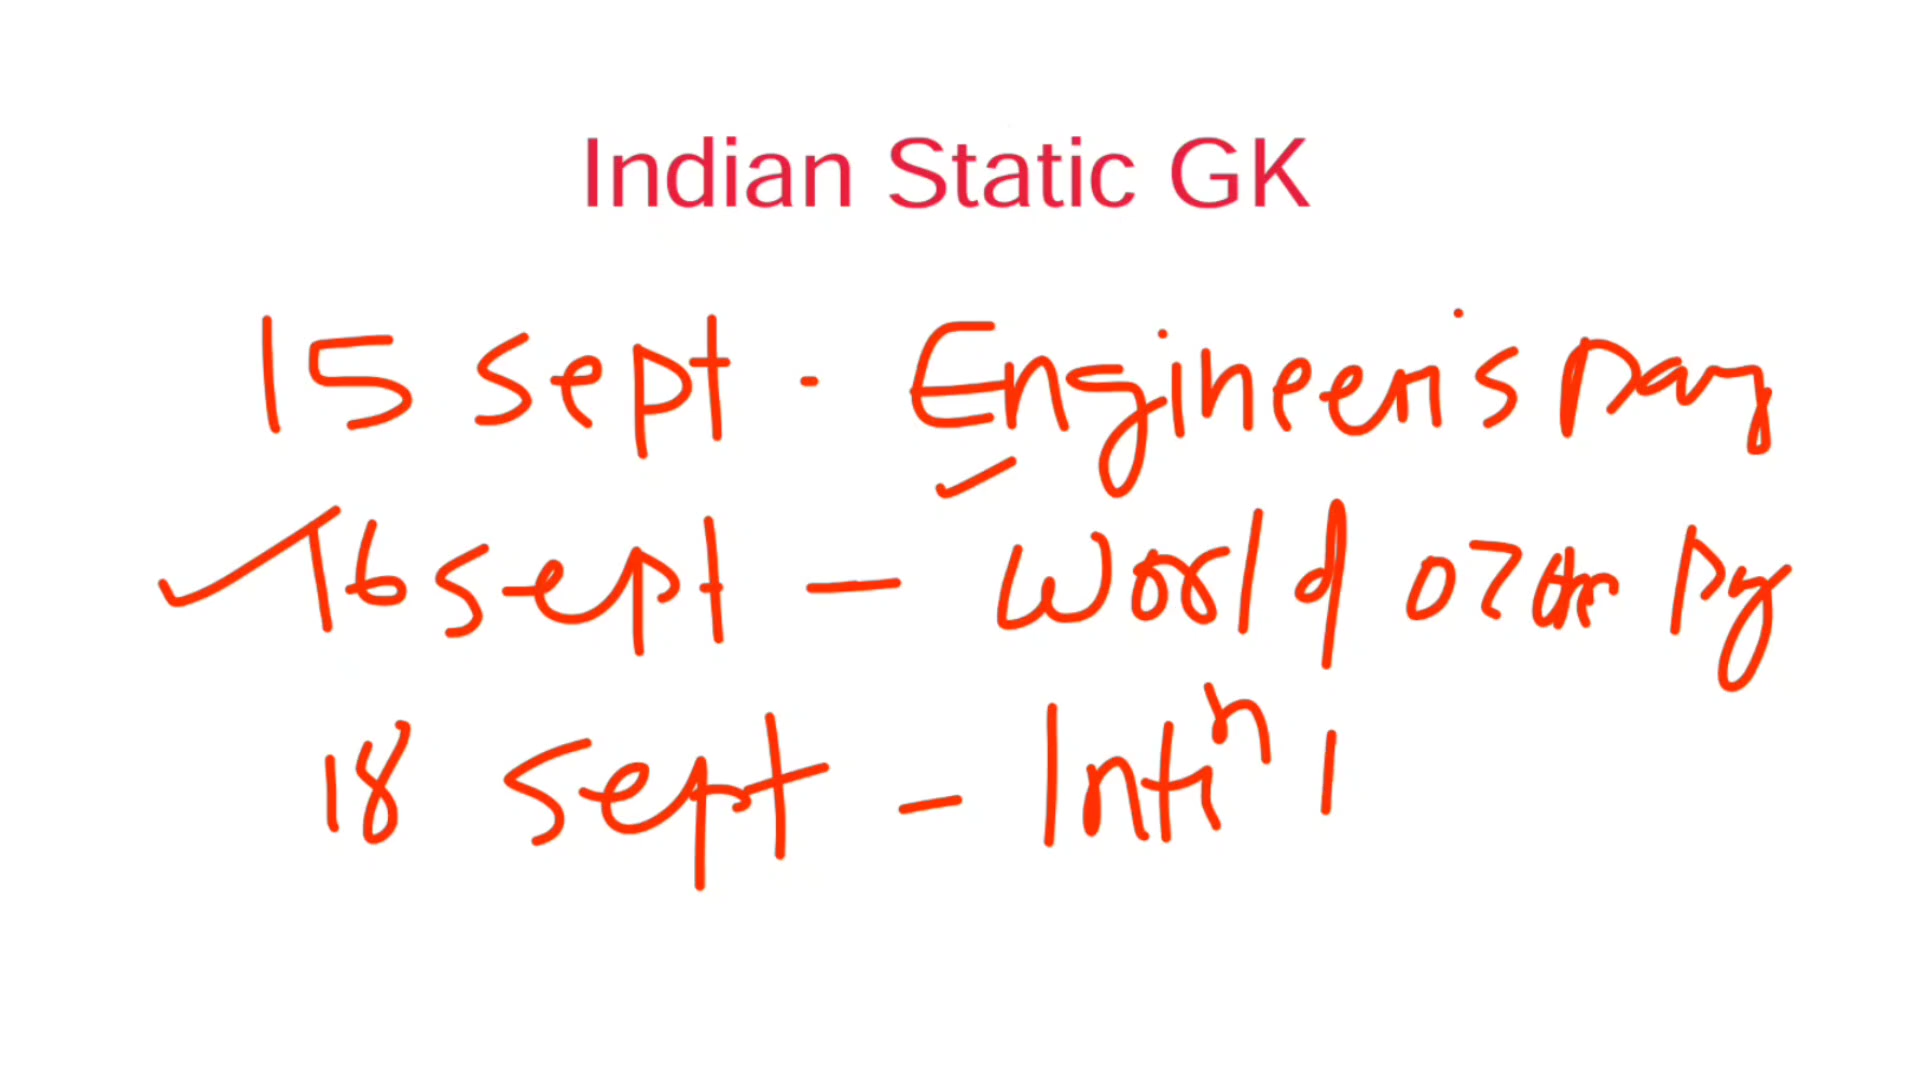 Indian Static GK
15 Sept . Engineer's Day
16 Sept - World Ozone Day
18 Sept - Intn l